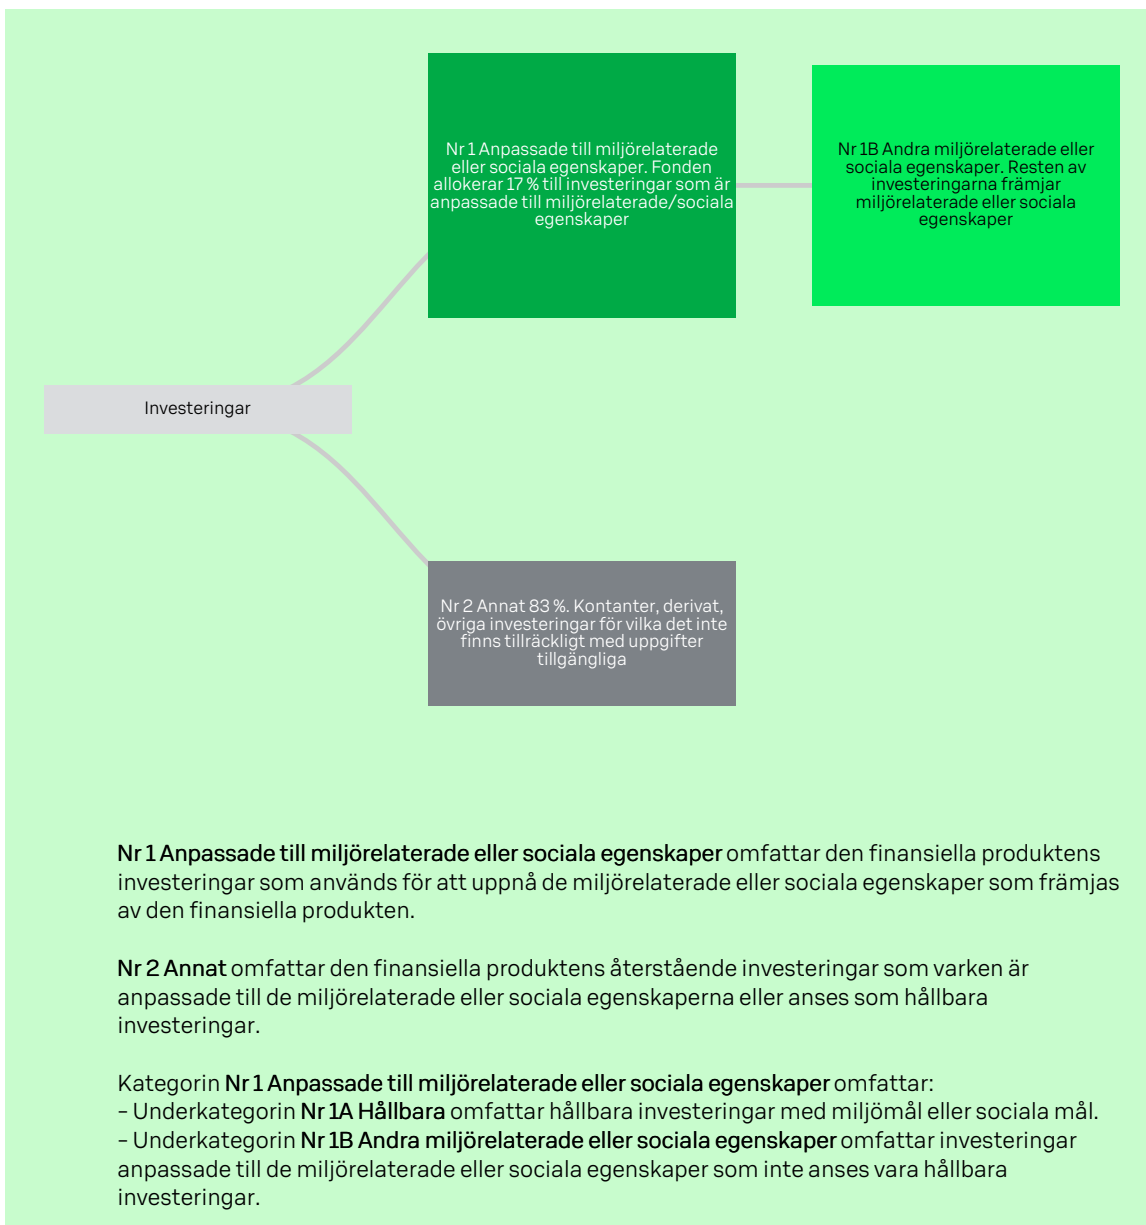 Nr 1 Anpassade till miljörelaterade
eller sociala egenskaper. Fonden
allokerar 17 % till investeringar som är
anpassade till miljörelaterade/sociala
egenskaper
Nr 1B Andra miljörelaterade eller
sociala egenskaper. Resten av
investeringarna främjar
miljörelaterade eller sociala
egenskaper
Investeringar
Nr 2 Annat 83 %. Kontanter, derivat,
övriga investeringar för vilka det inte
finns tillräckligt med uppgifter
tillgängliga
Nr 1 Anpassade till miljörelaterade eller sociala egenskaper omfattar den finansiella produktens
investeringar som används för att uppnå de miljörelaterade eller sociala egenskaper som främjas
av den finansiella produkten.
Nr 2 Annat omfattar den finansiella produktens återstående investeringar som varken är
anpassade till de miljörelaterade eller sociala egenskaperna eller anses som hållbara
investeringar.
Kategorin Nr 1 Anpassade till miljörelaterade eller sociala egenskaper omfattar:
– Underkategorin Nr 1A Hållbara omfattar hållbara investeringar med miljömål eller sociala mål.
– Underkategorin Nr 1B Andra miljörelaterade eller sociala egenskaper omfattar investeringar
anpassade till de miljörelaterade eller sociala egenskaper som inte anses vara hållbara
investeringar.